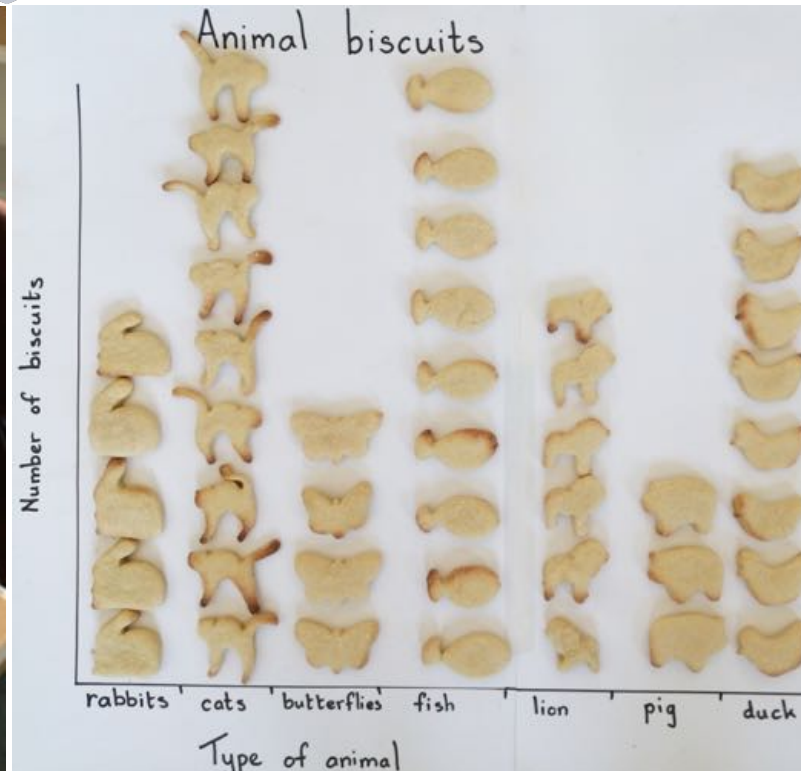 Animal biscuits
Number of biscuits
rabbits cats butterflies fish lion pig duck
Type of animal